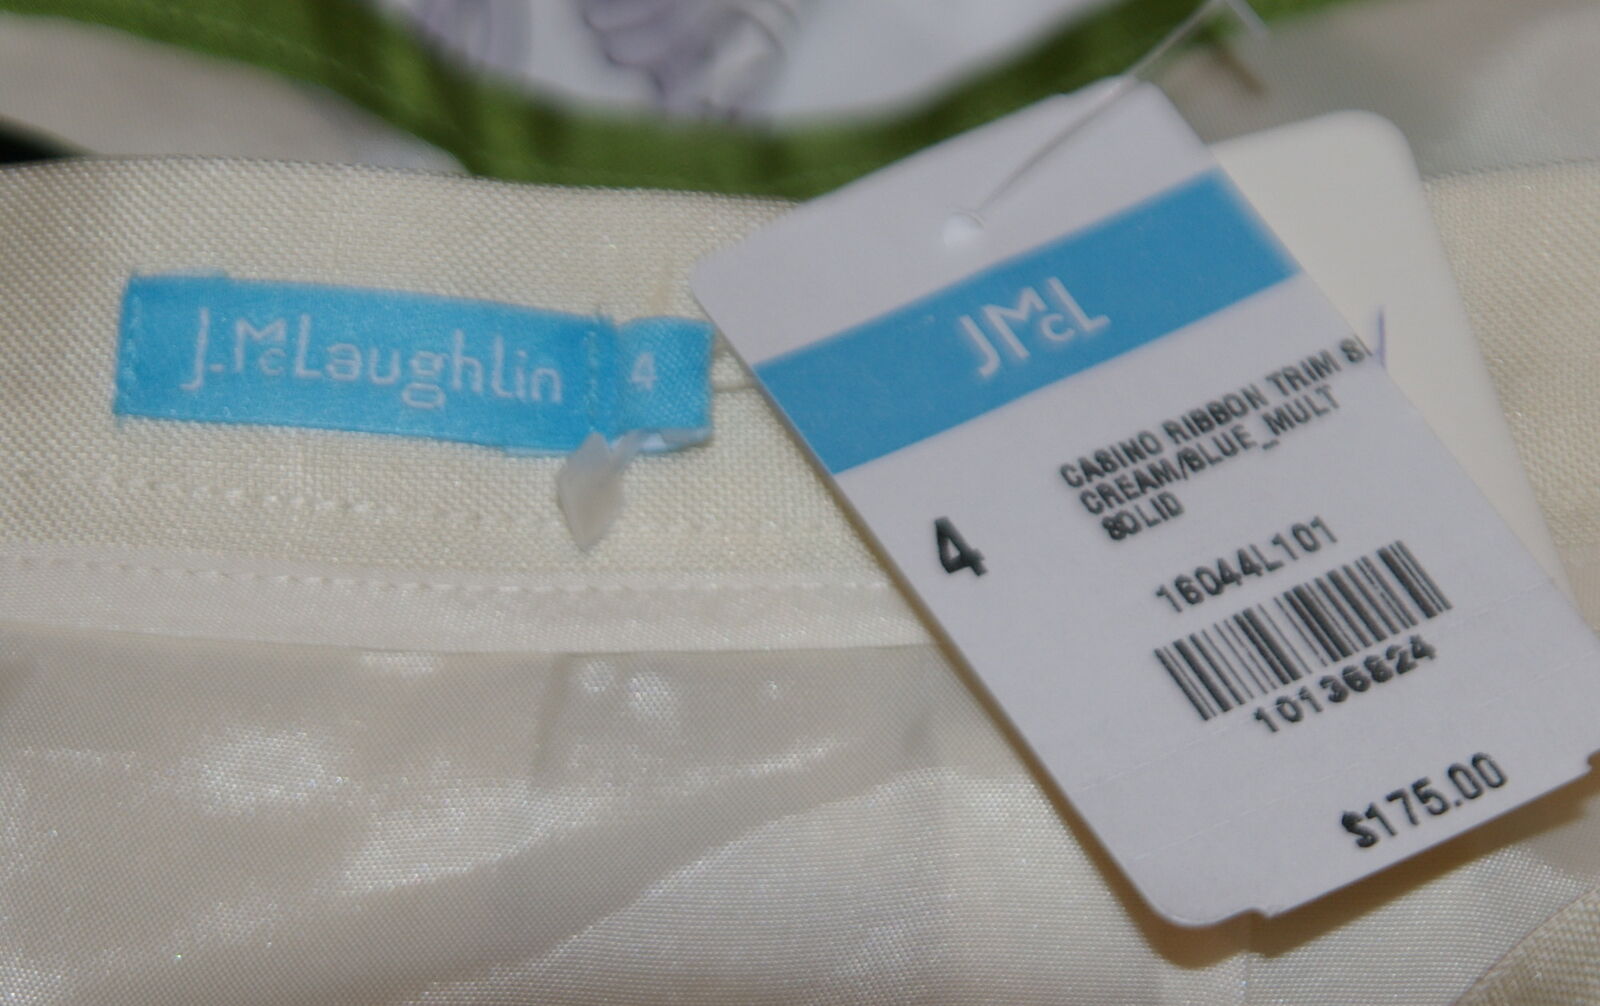 J.McLaughlin
4
JMcL
CASINO RIBBON TRIM
CREAM/BLUE_MULT
SOLID
4
16044L101
10136824
$175.00